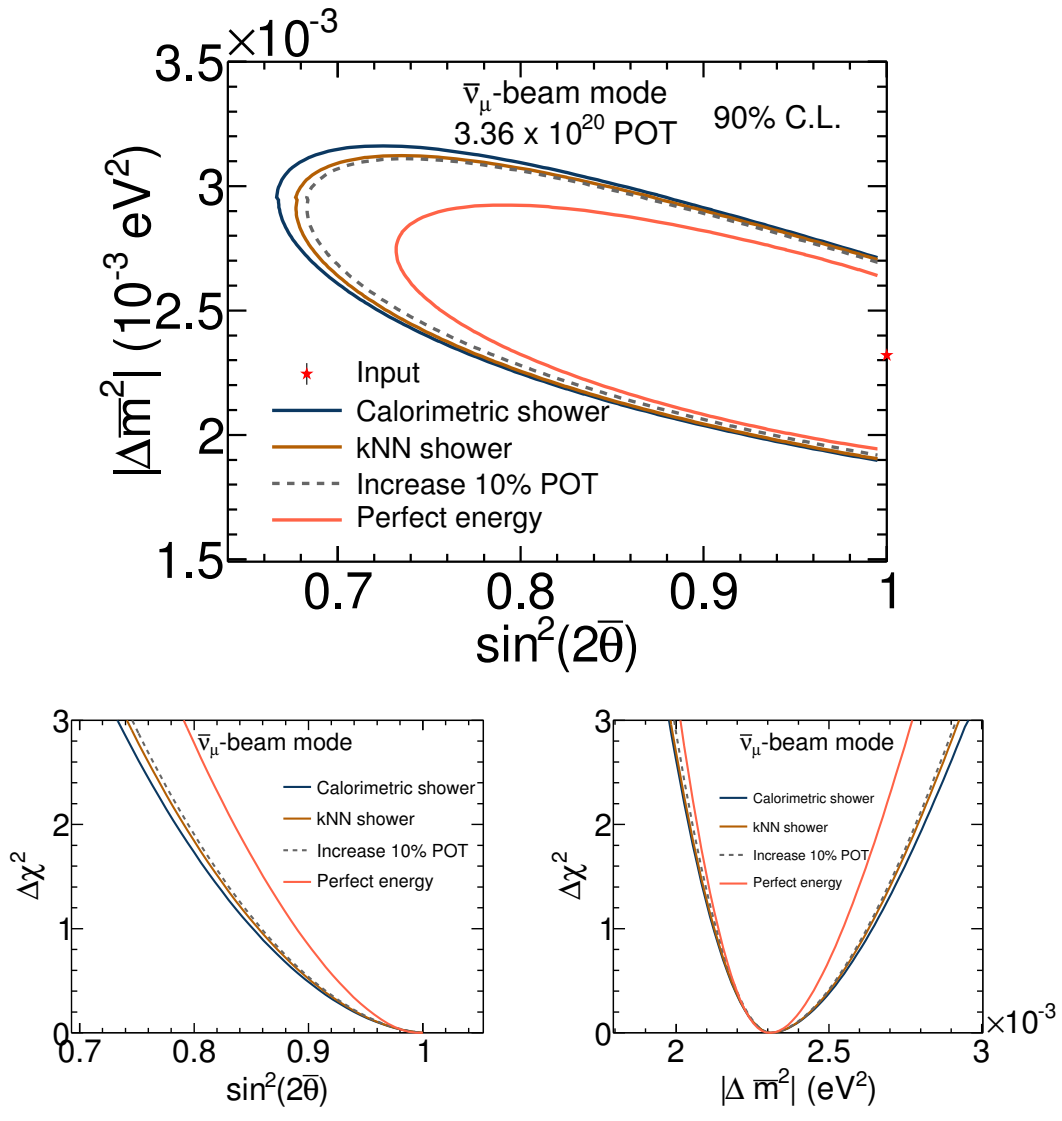 ×10⁻³
3.5
3
2.5
2
1.5
|Δm̅²| (10⁻³ eV²)
ν̅μ-beam mode
3.36 x 10²⁰ POT
90% C.L.
Input
Calorimetric shower
kNN shower
Increase 10% POT
Perfect energy
0.7 0.8 0.9 1
sin²(2θ̅)
3
2
1
0
Δχ²
ν̅μ-beam mode
Calorimetric shower
kNN shower
Increase 10% POT
Perfect energy
0.7 0.8 0.9 1
sin²(2θ̅)
3
2
1
0
Δχ²
ν̅μ-beam mode
Calorimetric shower
kNN shower
Increase 10% POT
Perfect energy
2 2.5 3
×10⁻³
|Δ m̅²| (eV²)